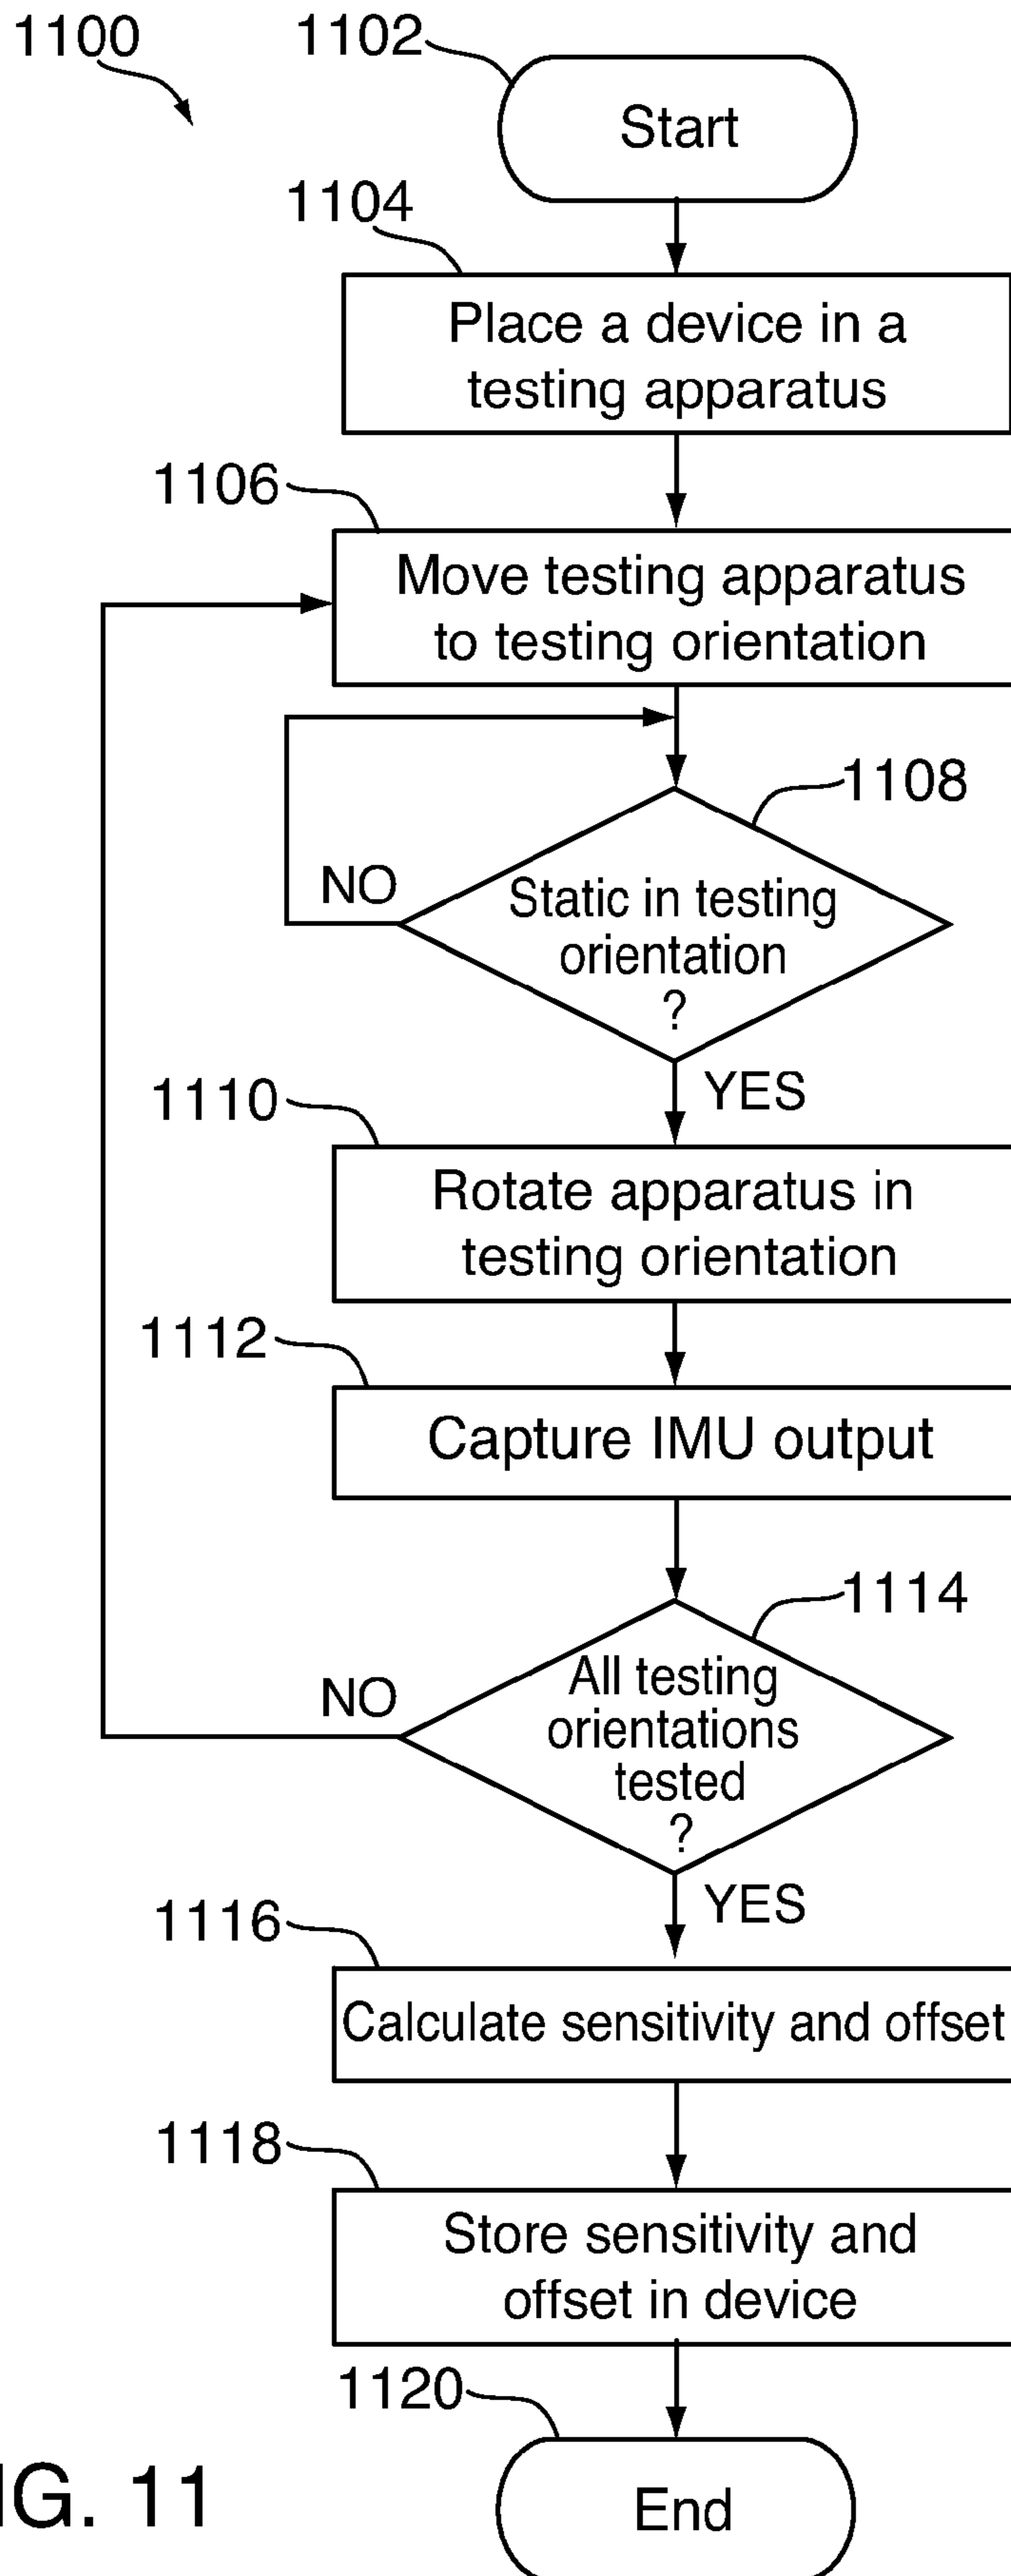 1100
1102
Start
1104
Place a device in a
testing apparatus
1106
Move testing apparatus
to testing orientation
1108
NO
Static in testing
orientation
?
YES
1110
Rotate apparatus in
testing orientation
1112
Capture IMU output
1114
NO
All testing
orientations
tested
?
YES
1116
Calculate sensitivity and offset
1118
Store sensitivity and
offset in device
1120
End
G. 11